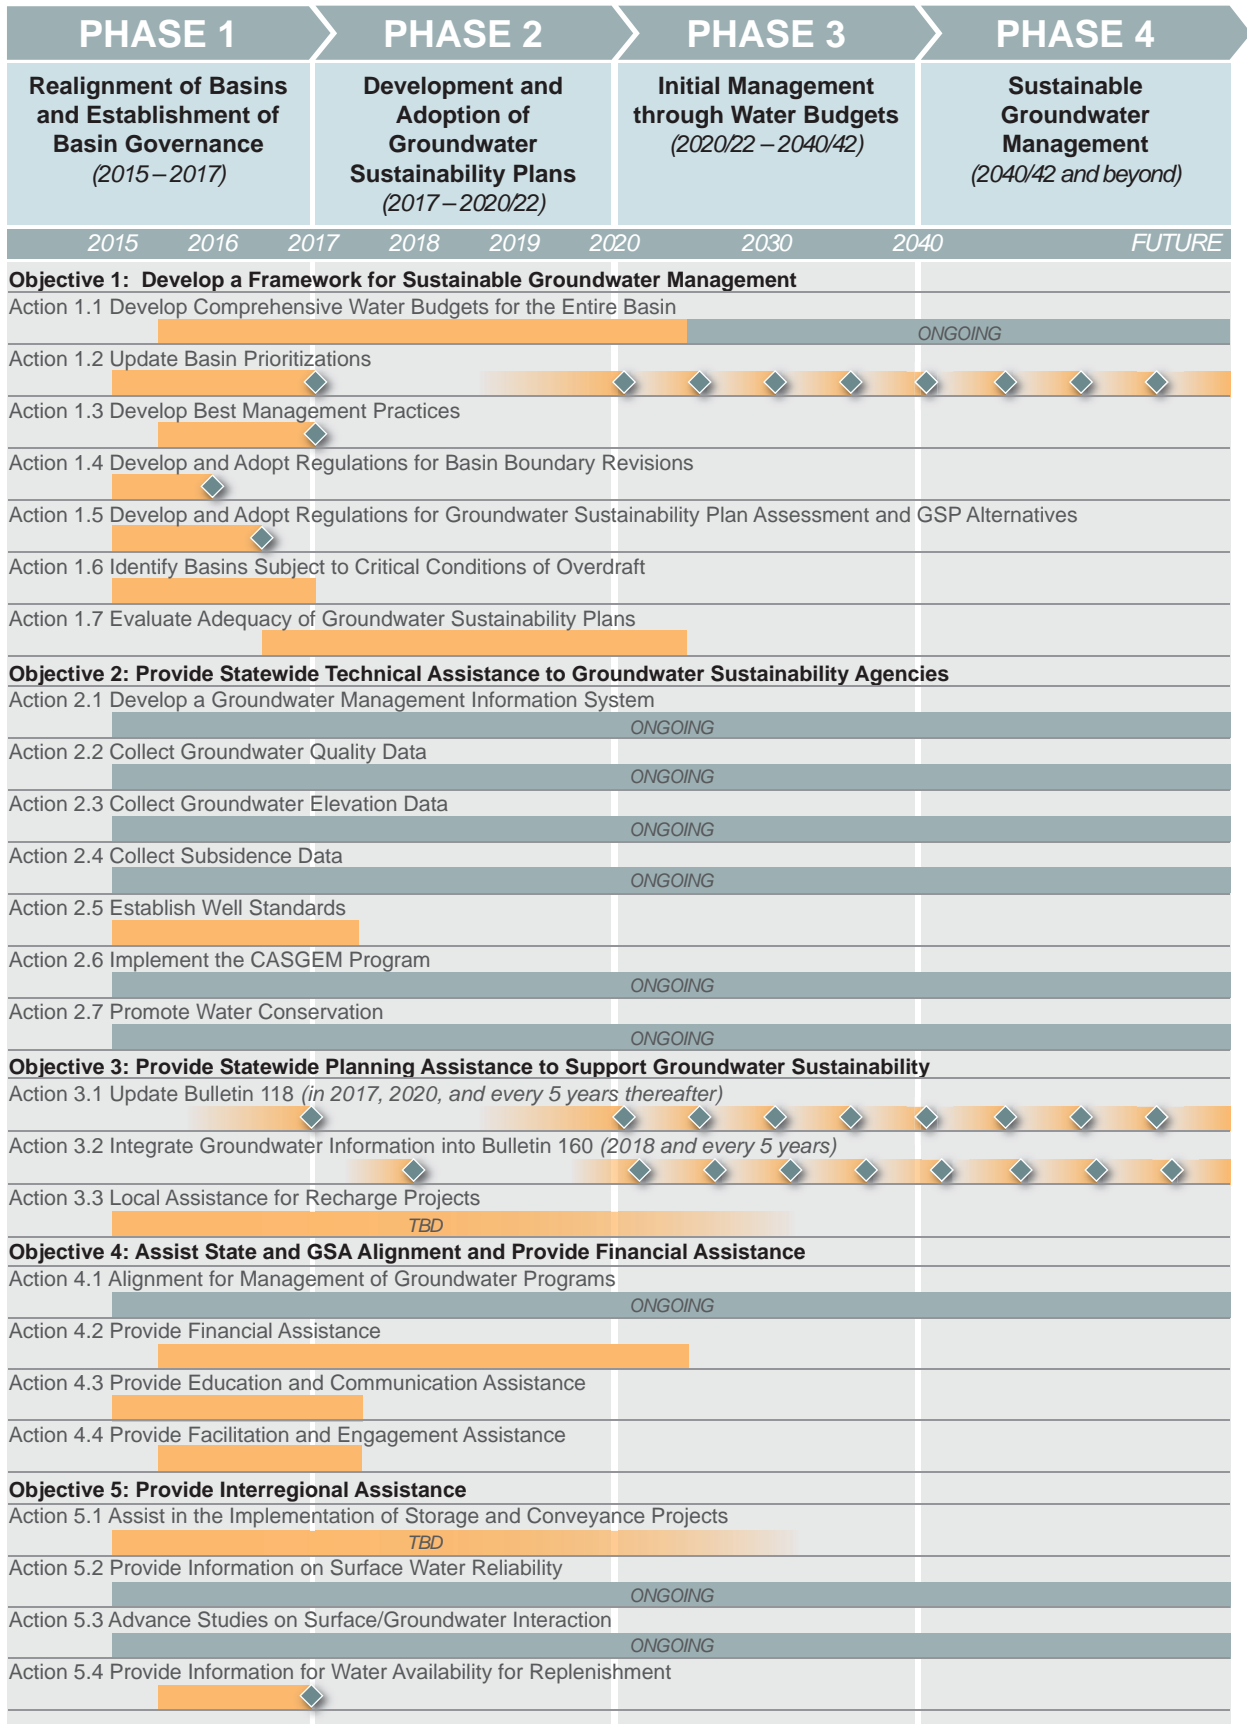 PHASE 1
PHASE 2
PHASE 3
PHASE 4
Realignment of Basins
and Establishment of
Basin Governance
(2015 – 2017)
Development and
Adoption of
Groundwater
Sustainability Plans
(2017 – 2020/22)
Initial Management
through Water Budgets
(2020/22 – 2040/42)
Sustainable
Groundwater
Management
(2040/42 and beyond)
2015 2016 2017 2018 2019 2020 2030 2040 FUTURE
Objective 1: Develop a Framework for Sustainable Groundwater Management
Action 1.1 Develop Comprehensive Water Budgets for the Entire Basin
ONGOING
Action 1.2 Update Basin Prioritizations
Action 1.3 Develop Best Management Practices
Action 1.4 Develop and Adopt Regulations for Basin Boundary Revisions
Action 1.5 Develop and Adopt Regulations for Groundwater Sustainability Plan Assessment and GSP Alternatives
Action 1.6 Identify Basins Subject to Critical Conditions of Overdraft
Action 1.7 Evaluate Adequacy of Groundwater Sustainability Plans
Objective 2: Provide Statewide Technical Assistance to Groundwater Sustainability Agencies
Action 2.1 Develop a Groundwater Management Information System
ONGOING
Action 2.2 Collect Groundwater Quality Data
ONGOING
Action 2.3 Collect Groundwater Elevation Data
ONGOING
Action 2.4 Collect Subsidence Data
ONGOING
Action 2.5 Establish Well Standards
Action 2.6 Implement the CASGEM Program
ONGOING
Action 2.7 Promote Water Conservation
ONGOING
Objective 3: Provide Statewide Planning Assistance to Support Groundwater Sustainability
Action 3.1 Update Bulletin 118 (in 2017, 2020, and every 5 years thereafter)
Action 3.2 Integrate Groundwater Information into Bulletin 160 (2018 and every 5 years)
Action 3.3 Local Assistance for Recharge Projects
TBD
Objective 4: Assist State and GSA Alignment and Provide Financial Assistance
Action 4.1 Alignment for Management of Groundwater Programs
ONGOING
Action 4.2 Provide Financial Assistance
Action 4.3 Provide Education and Communication Assistance
Action 4.4 Provide Facilitation and Engagement Assistance
Objective 5: Provide Interregional Assistance
Action 5.1 Assist in the Implementation of Storage and Conveyance Projects
TBD
Action 5.2 Provide Information on Surface Water Reliability
ONGOING
Action 5.3 Advance Studies on Surface/Groundwater Interaction
ONGOING
Action 5.4 Provide Information for Water Availability for Replenishment